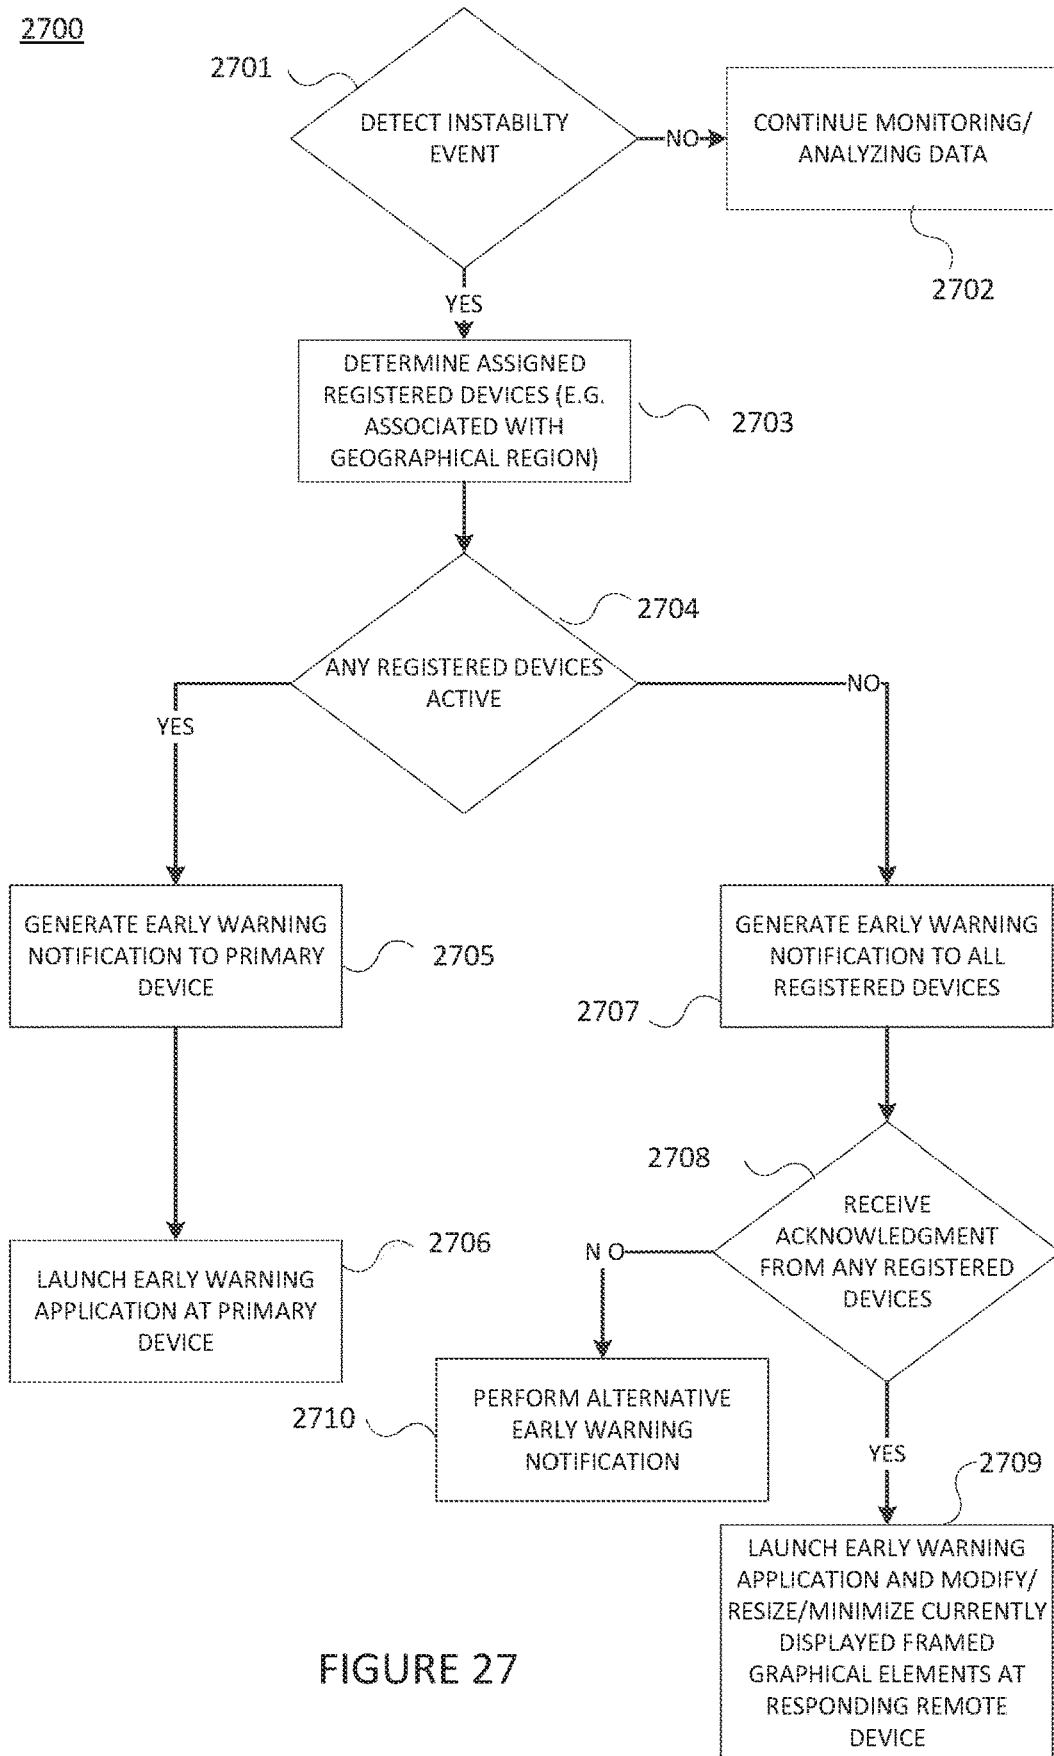 2700
2701
DETECT INSTABILTY
EVENT
NO
CONTINUE MONITORING/
ANALYZING DATA
2702
YES
DETERMINE ASSIGNED
REGISTERED DEVICES (E.G.
ASSOCIATED WITH
GEOGRAPHICAL REGION)
2703
2704
ANY REGISTERED DEVICES
ACTIVE
YES
NO
GENERATE EARLY WARNING
NOTIFICATION TO PRIMARY
DEVICE
2705
GENERATE EARLY WARNING
NOTIFICATION TO ALL
REGISTERED DEVICES
2707
2706
LAUNCH EARLY WARNING
APPLICATION AT PRIMARY
DEVICE
2708
RECEIVE
ACKNOWLEDGMENT
FROM ANY REGISTERED
DEVICES
N O
2710
PERFORM ALTERNATIVE
EARLY WARNING
NOTIFICATION
YES
2709
LAUNCH EARLY WARNING
APPLICATION AND MODIFY/
RESIZE/MINIMIZE CURRENTLY
DISPLAYED FRAMED
GRAPHICAL ELEMENTS AT
RESPONDING REMOTE
DEVICE
FIGURE 27